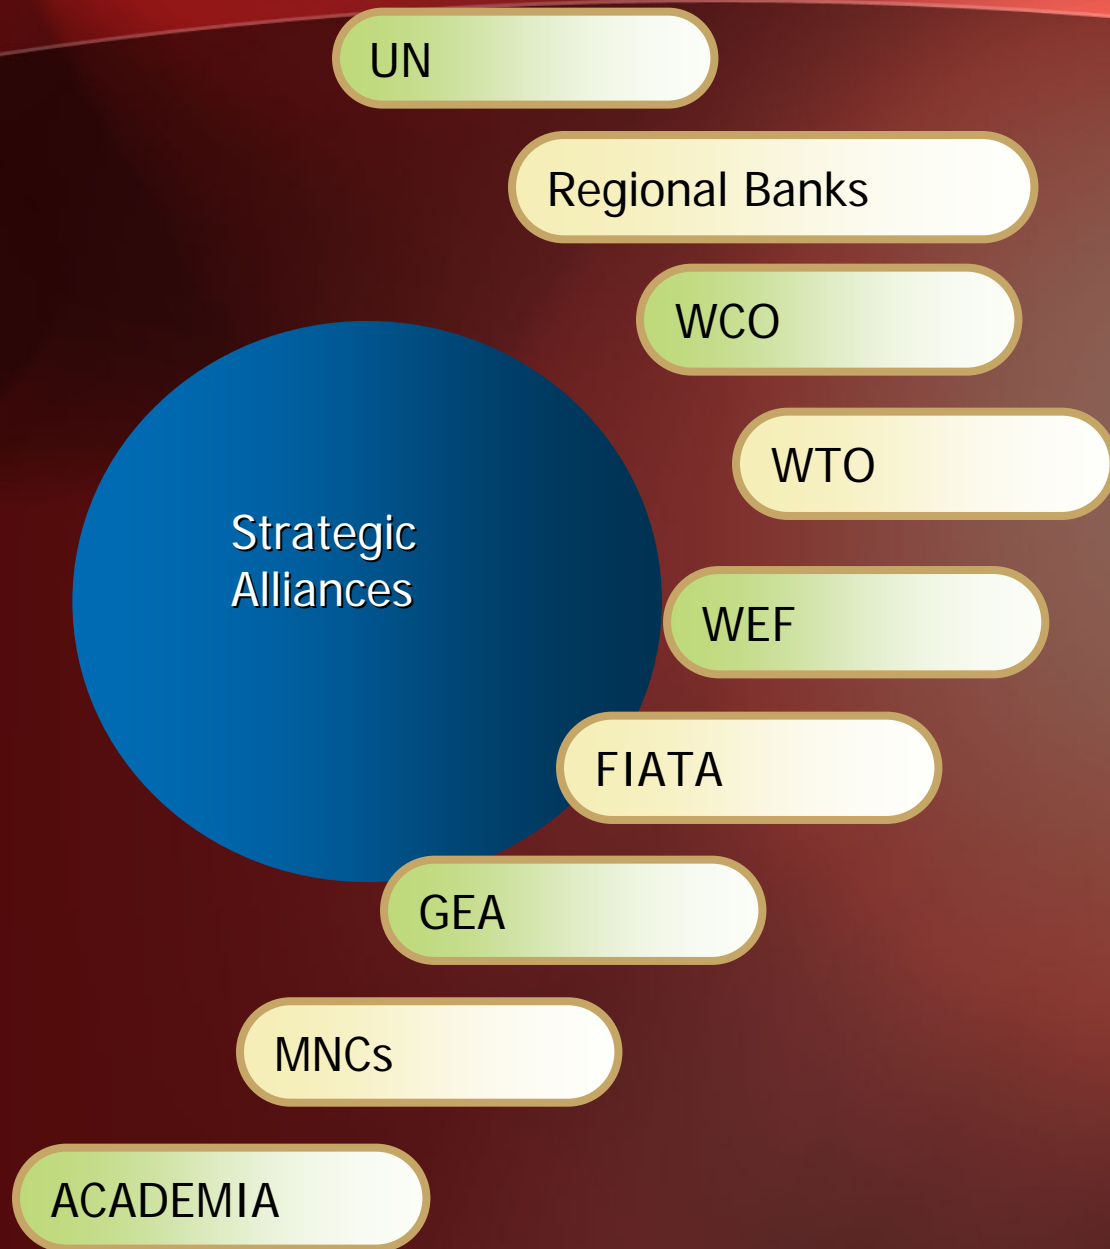 UN
Regional Banks
WCO
WTO
Strategic
Alliances
WEF
FIATA
GEA
MNCs
ACADEMIA